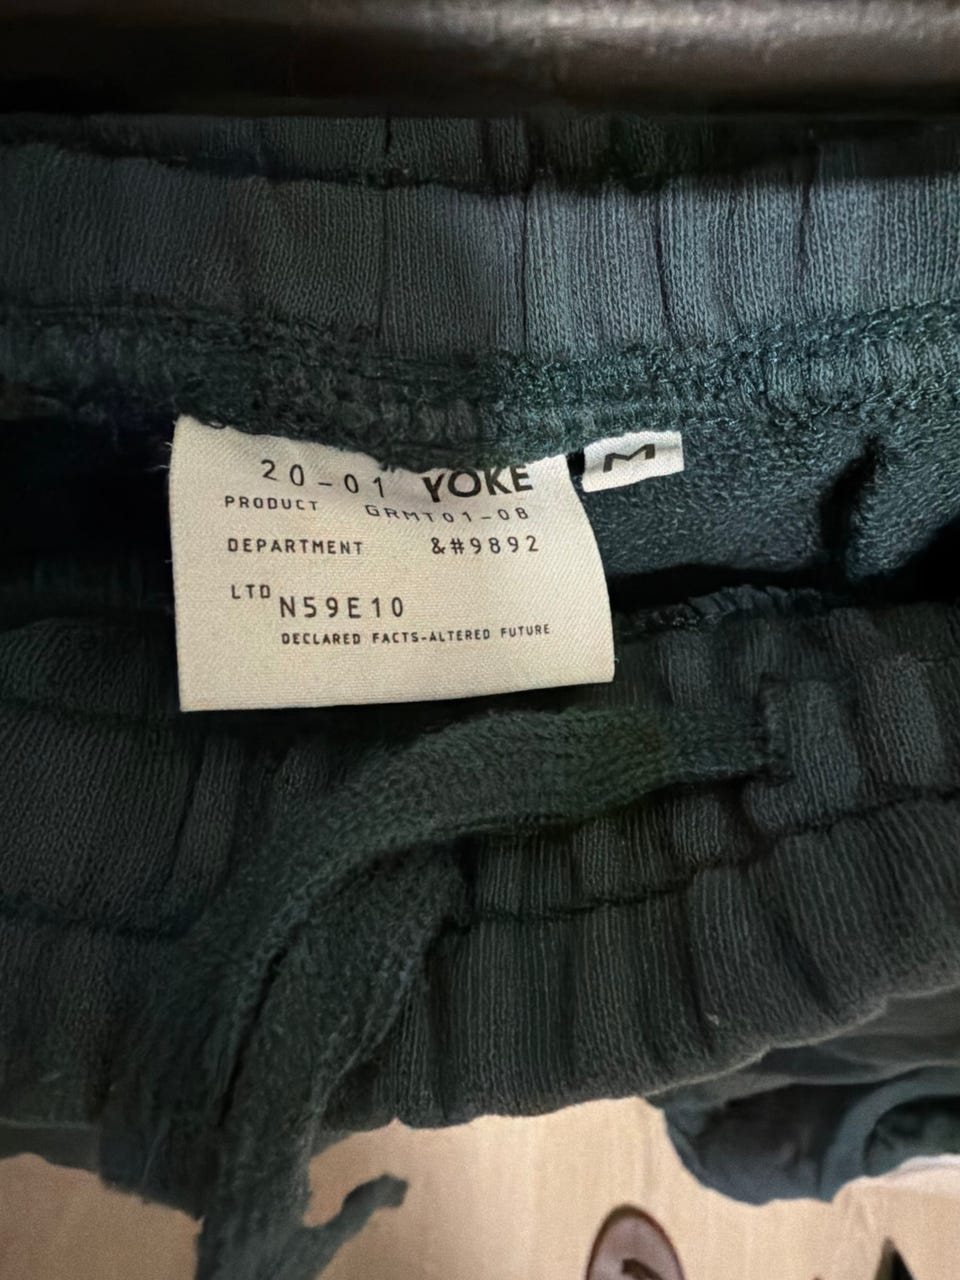 20-01 YOKE
PRODUCT GRMT01-08
DEPARTMENT &#9892
LTD N59E10
DECLARED FACTS-ALTERED FUTURE
M